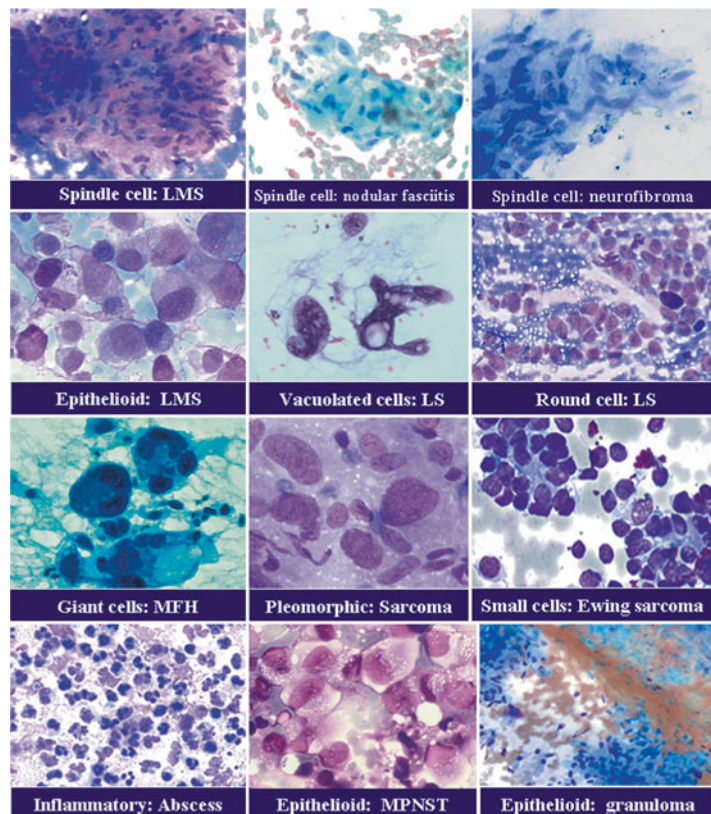 Spindle cell: LMS
Spindle cell: nodular fasciitis
Spindle cell: neurofibroma
Epithelioid: LMS
Vacuolated cells: LS
Round cell: LS
Giant cells: MFH
Pleomorphic: Sarcoma
Small cells: Ewing sarcoma
Inflammatory: Abscess
Epithelioid: MPNST
Epithelioid: granuloma